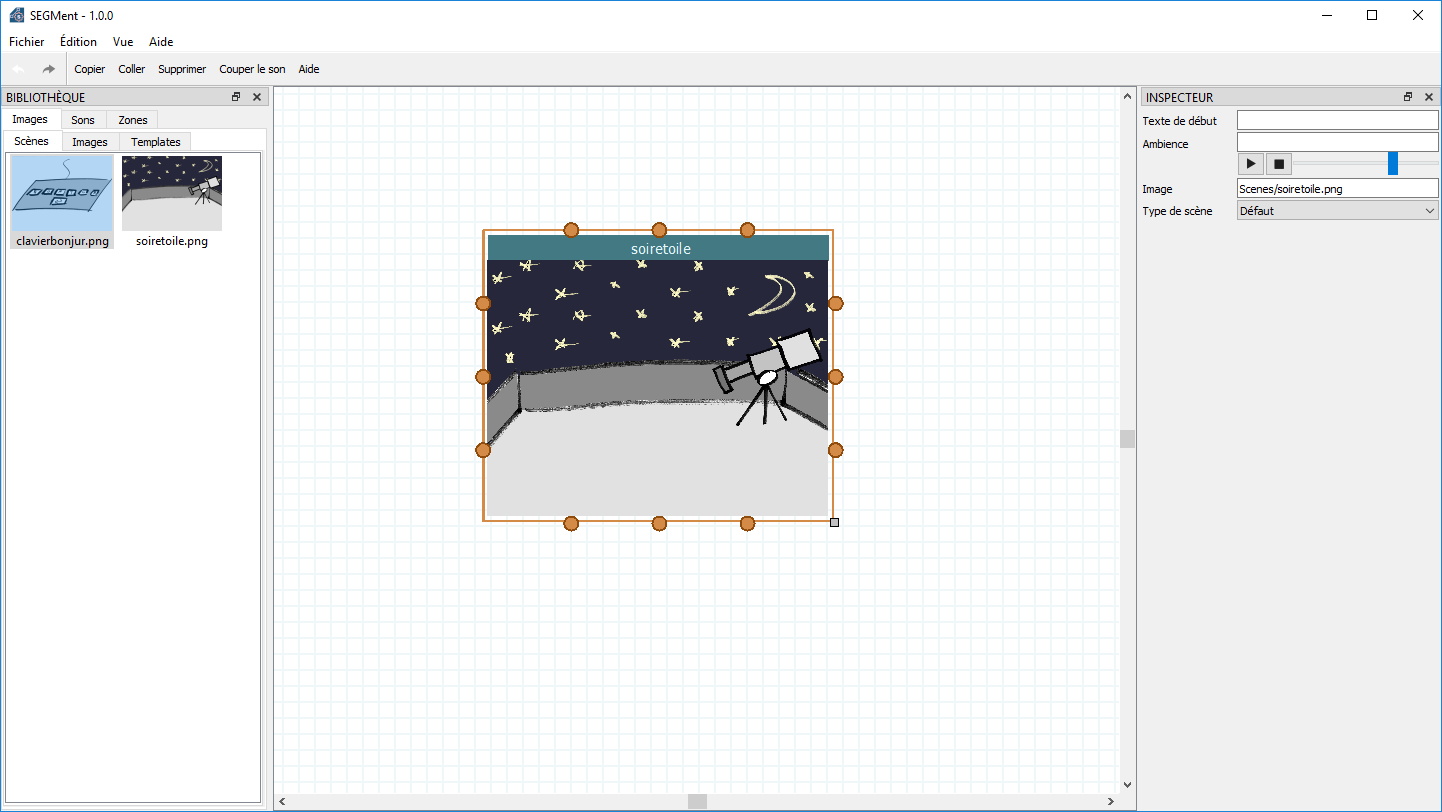 SEGMent - 1.0.0
Fichier Édition Vue Aide
Copier Coller Supprimer Couper le son Aide
BIBLIOTHÈQUE
Images Sons Zones
Scènes Images Templates
clavierbonjur.png soiretoile.png
soiretoile
INSPECTEUR
Texte de début
Ambience
Image Scenes/soiretoile.png
Type de scène Défaut